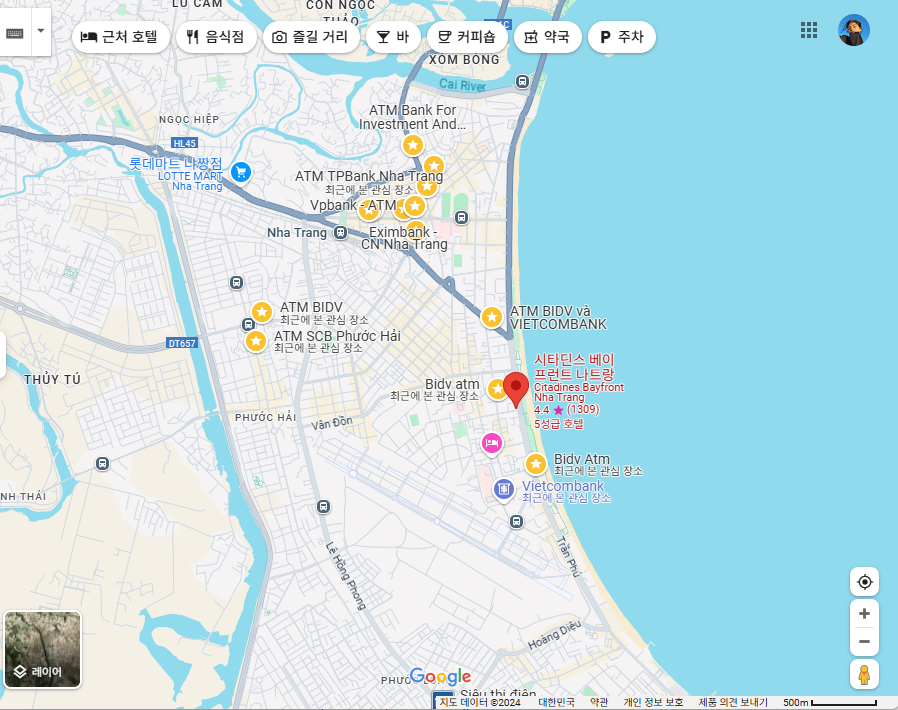 LU CAM
CỒN NGỌC
THẢO
근처 호텔
음식점
즐길 거리
바
커피숍
약국
P 주차
XÓM BÓNG
Cai River
NGỌC HIỆP
HL45
ATM Bank For
Investment And...
롯데마트 나짱점
LOTTE MART
Nha Trang
ATM TPBank Nha Trang
최근에 본 관심 장소
Vpbank - ATM
Nha Trang
Eximbank -
CN Nha Trang
ATM BIDV
최근에 본 관심 장소
ATM BIDV và
VIETCOMBANK
ATM SCB Phước Hải
최근에 본 관심 장소
DT657
THỦY TÚ
시타딘스 베이
프런트 나트랑
Citadines Bayfront
Nha Trang
4.4 ★ (1309)
5성급 호텔
Bidv atm
최근에 본 관심 장소
PHƯỚC HẢI
Vân Đồn
Bidv Atm
최근에 본 관심 장소
Vietcombank
최근에 본 관심 장소
NH THÁI
Trần Phú
Lê Hồng Phong
Hoàng Diệu
레이어
Google
Siêu thị điện
지도 데이터 ©2024
대한민국
약관
개인 정보 보호
제품 의견 보내기
500m